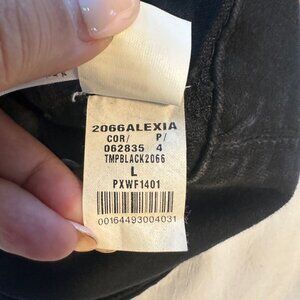 2066ALEXIA
COR/ P/
062835 4
TMPBLACK2066
L
PXWF1401
00164493004031